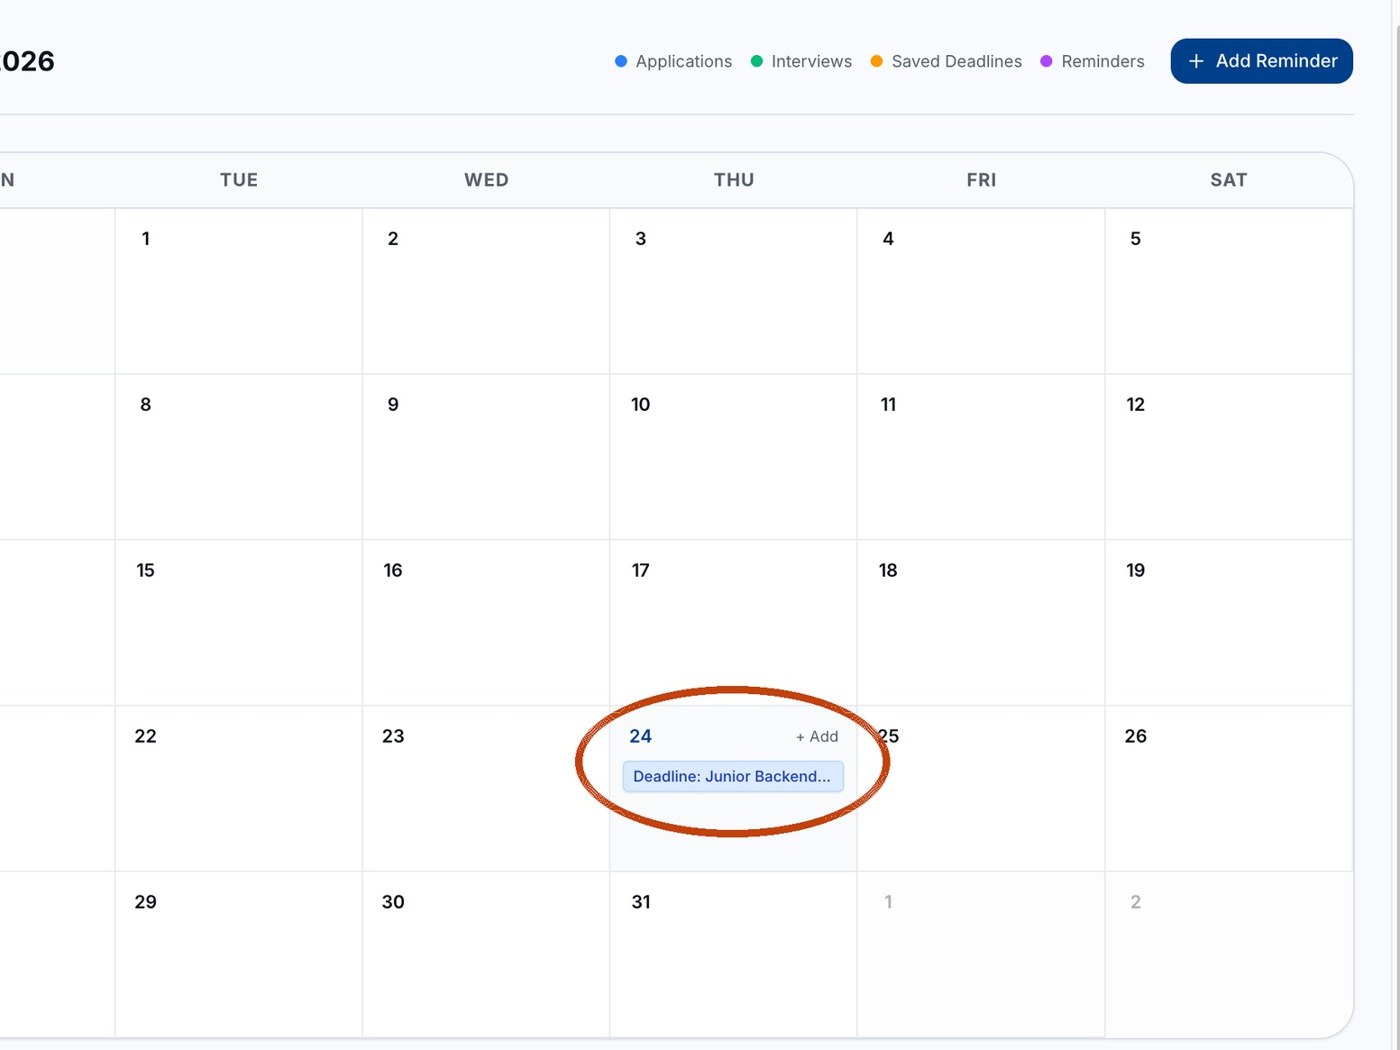 2026
Applications Interviews Saved Deadlines Reminders + Add Reminder
N TUE WED THU FRI SAT
1 2 3 4 5
8 9 10 11 12
15 16 17 18 19
22 23 24 + Add 25 26
Deadline: Junior Backend...
29 30 31 1 2